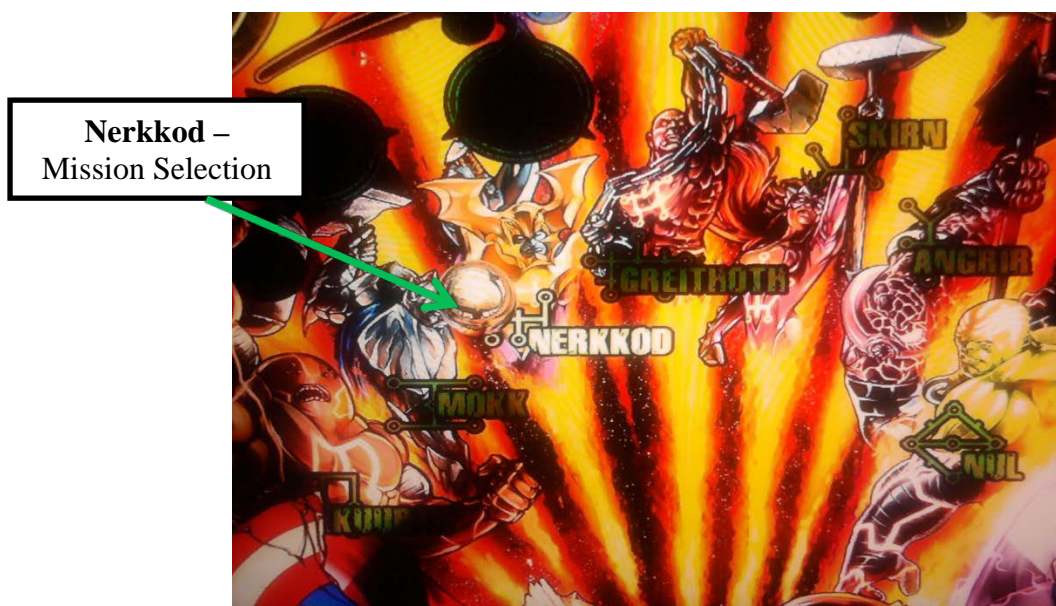 Nerkkod –
Mission Selection
SKIRN
ANGRIR
GREITHOTH
NERKKOD
MOKK
NUL